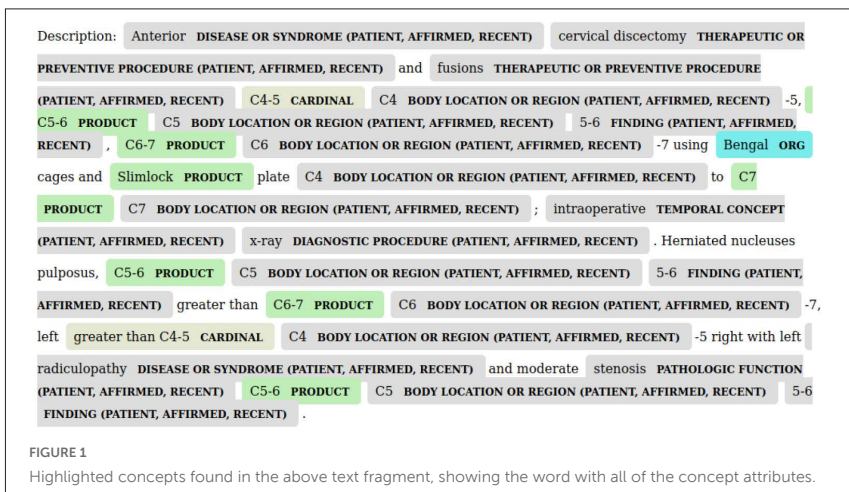 Description: Anterior DISEASE OR SYNDROME (PATIENT, AFFIRMED, RECENT) cervical discectomy THERAPEUTIC OR
PREVENTIVE PROCEDURE (PATIENT, AFFIRMED, RECENT) and fusions THERAPEUTIC OR PREVENTIVE PROCEDURE
(PATIENT, AFFIRMED, RECENT) C4-5 CARDINAL C4 BODY LOCATION OR REGION (PATIENT, AFFIRMED, RECENT) -5,
C5-6 PRODUCT C5 BODY LOCATION OR REGION (PATIENT, AFFIRMED, RECENT) 5-6 FINDING (PATIENT, AFFIRMED,
RECENT) , C6-7 PRODUCT C6 BODY LOCATION OR REGION (PATIENT, AFFIRMED, RECENT) -7 using Bengal ORG
cages and Slimlock PRODUCT plate C4 BODY LOCATION OR REGION (PATIENT, AFFIRMED, RECENT) to C7
PRODUCT C7 BODY LOCATION OR REGION (PATIENT, AFFIRMED, RECENT) ; intraoperative TEMPORAL CONCEPT
(PATIENT, AFFIRMED, RECENT) x-ray DIAGNOSTIC PROCEDURE (PATIENT, AFFIRMED, RECENT) . Herniated nucleuses
pulposus, C5-6 PRODUCT C5 BODY LOCATION OR REGION (PATIENT, AFFIRMED, RECENT) 5-6 FINDING (PATIENT,
AFFIRMED, RECENT) greater than C6-7 PRODUCT C6 BODY LOCATION OR REGION (PATIENT, AFFIRMED, RECENT) -7,
left greater than C4-5 CARDINAL C4 BODY LOCATION OR REGION (PATIENT, AFFIRMED, RECENT) -5 right with left
radiculopathy DISEASE OR SYNDROME (PATIENT, AFFIRMED, RECENT) and moderate stenosis PATHOLOGIC FUNCTION
(PATIENT, AFFIRMED, RECENT) C5-6 PRODUCT C5 BODY LOCATION OR REGION (PATIENT, AFFIRMED, RECENT) 5-6
FINDING (PATIENT, AFFIRMED, RECENT) .
FIGURE 1
Highlighted concepts found in the above text fragment, showing the word with all of the concept attributes.